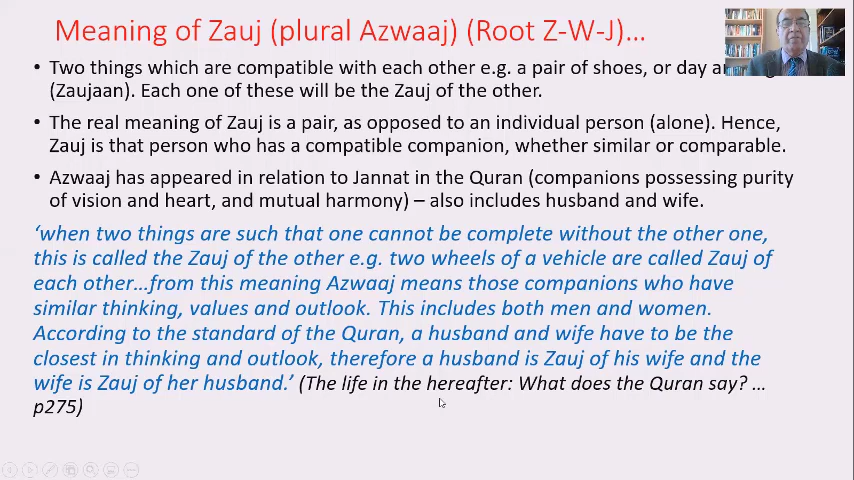 Meaning of Zauj (plural Azwaaj) (Root Z-W-J)…
• Two things which are compatible with each other e.g. a pair of shoes, or day
(Zaujaan). Each one of these will be the Zauj of the other.
• The real meaning of Zauj is a pair, as opposed to an individual person (alone). Hence,
Zauj is that person who has a compatible companion, whether similar or comparable.
• Azwaaj has appeared in relation to Jannat in the Quran (companions possessing purity
of vision and heart, and mutual harmony) – also includes husband and wife.
‘when two things are such that one cannot be complete without the other one,
this is called the Zauj of the other e.g. two wheels of a vehicle are called Zauj of
each other…from this meaning Azwaaj means those companions who have
similar thinking, values and outlook. This includes both men and women.
According to the standard of the Quran, a husband and wife have to be the
closest in thinking and outlook, therefore a husband is Zauj of his wife and the
wife is Zauj of her husband.’ (The life in the hereafter: What does the Quran say? …
p275)